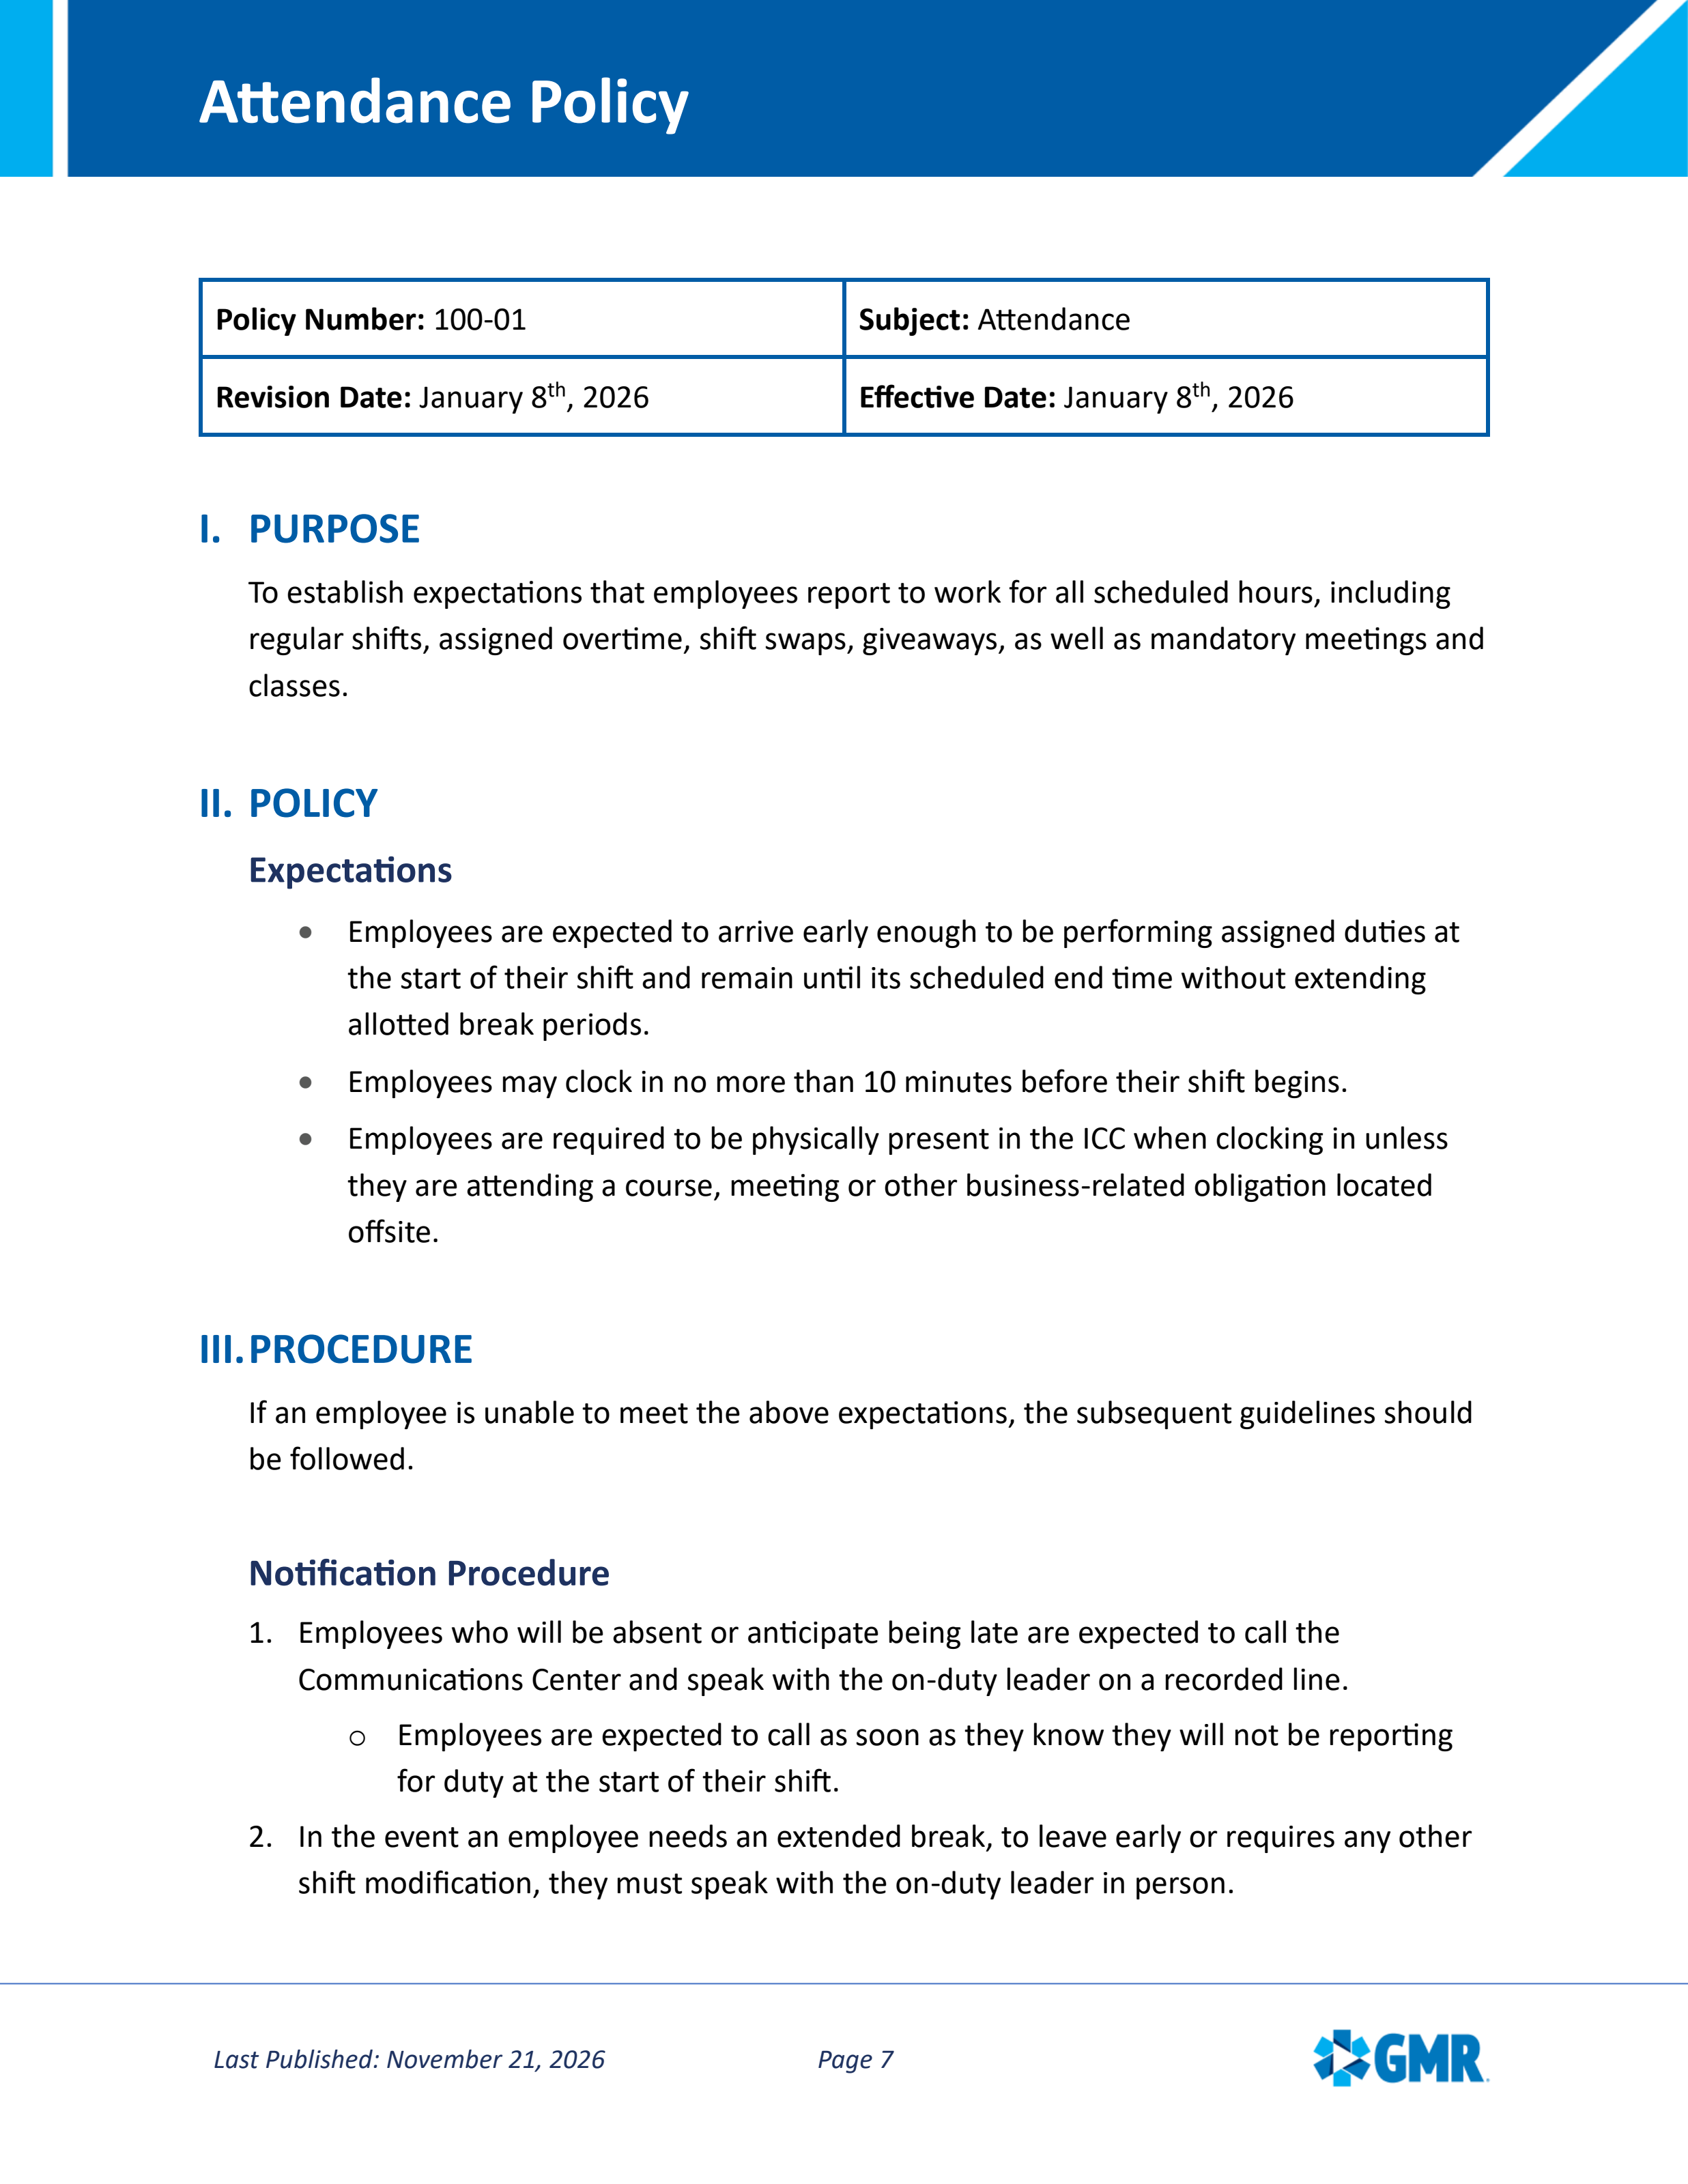 Attendance Policy
Policy Number: 100-01
Subject: Attendance
Revision Date: January 8th, 2026
Effective Date: January 8th, 2026
I. PURPOSE
To establish expectations that employees report to work for all scheduled hours, including
regular shifts, assigned overtime, shift swaps, giveaways, as well as mandatory meetings and
classes.
II. POLICY
Expectations
• Employees are expected to arrive early enough to be performing assigned duties at
the start of their shift and remain until its scheduled end time without extending
allotted break periods.
• Employees may clock in no more than 10 minutes before their shift begins.
• Employees are required to be physically present in the ICC when clocking in unless
they are attending a course, meeting or other business-related obligation located
offsite.
III. PROCEDURE
If an employee is unable to meet the above expectations, the subsequent guidelines should
be followed.
Notification Procedure
1. Employees who will be absent or anticipate being late are expected to call the
Communications Center and speak with the on-duty leader on a recorded line.
o Employees are expected to call as soon as they know they will not be reporting
for duty at the start of their shift.
2. In the event an employee needs an extended break, to leave early or requires any other
shift modification, they must speak with the on-duty leader in person.
Last Published: November 21, 2026
Page 7
GMR